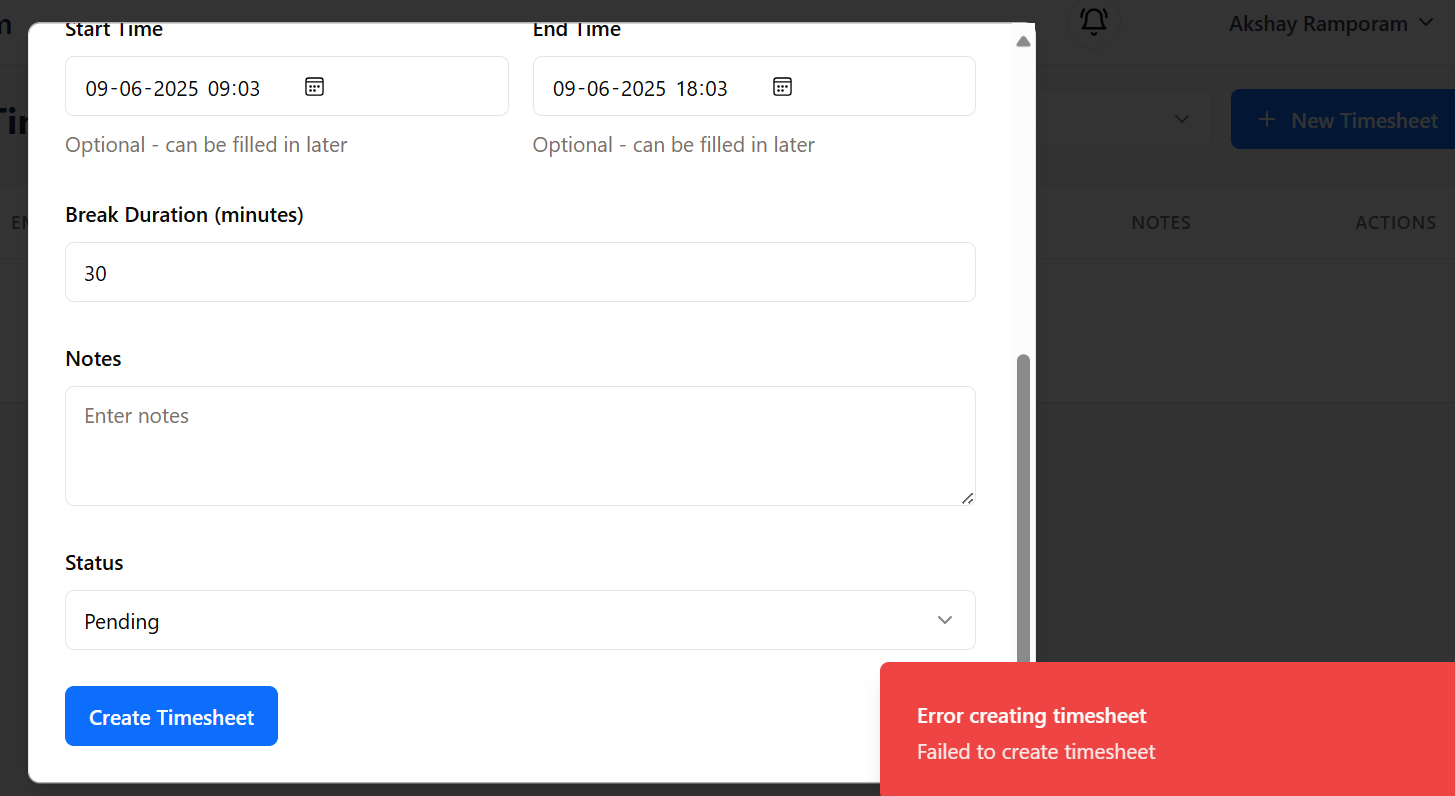 Akshay Ramporam
Start Time
End Time
09-06-2025 09:03
09-06-2025 18:03
New Timesheet
Optional - can be filled in later
Optional - can be filled in later
Break Duration (minutes)
NOTES
ACTIONS
30
Notes
Enter notes
Status
Pending
Create Timesheet
Error creating timesheet
Failed to create timesheet